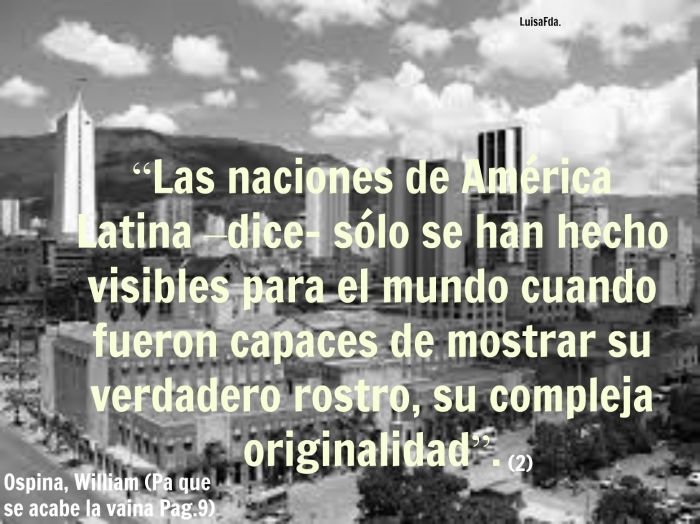 LuisaFda.
“Las naciones de América
Latina –dice- sólo se han hecho
visibles para el mundo cuando
fueron capaces de mostrar su
verdadero rostro, su compleja
originalidad”. (2)
Ospina, William (Pa que
se acabe la vaina Pag.9)